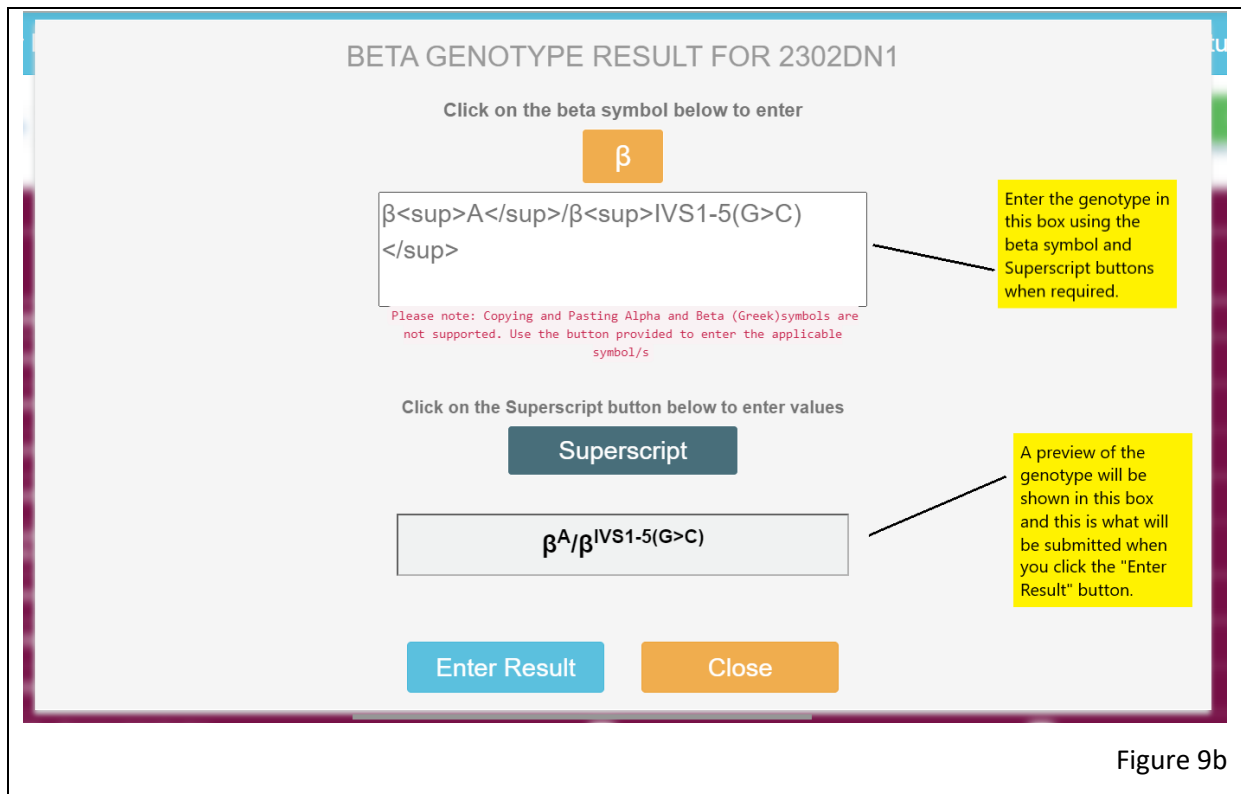 BETA GENOTYPE RESULT FOR 2302DN1
Click on the beta symbol below to enter
β
β<sup>A</sup>/β<sup>IVS1-5(G>C)
</sup>
Please note: Copying and Pasting Alpha and Beta (Greek)symbols are
not supported. Use the button provided to enter the applicable
symbol/s
Enter the genotype in
this box using the
beta symbol and
Superscript buttons
when required.
Click on the Superscript button below to enter values
Superscript
βA/βIVS1-5(G>C)
A preview of the
genotype will be
shown in this box
and this is what will
be submitted when
you click the "Enter
Result" button.
Enter Result
Close
Figure 9b